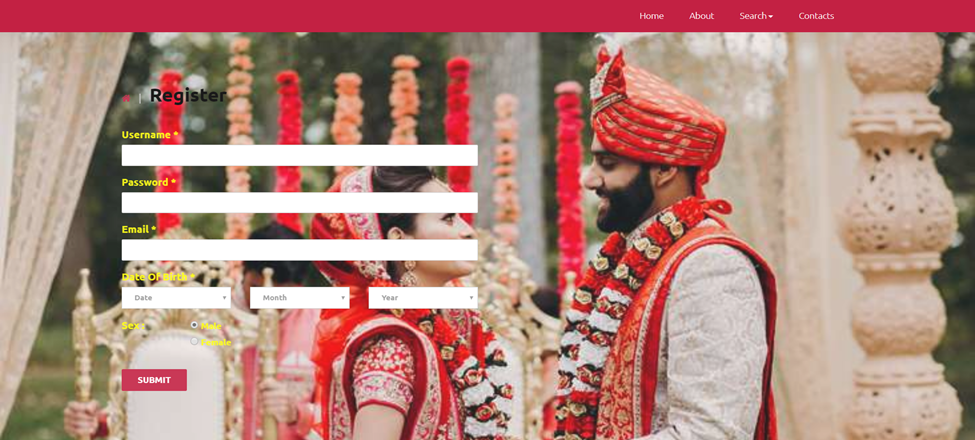 Home About Search Contacts
| Register
Username *
Password *
Email *
Date Of Birth *
Date Month Year
Sex : Male
Female
SUBMIT